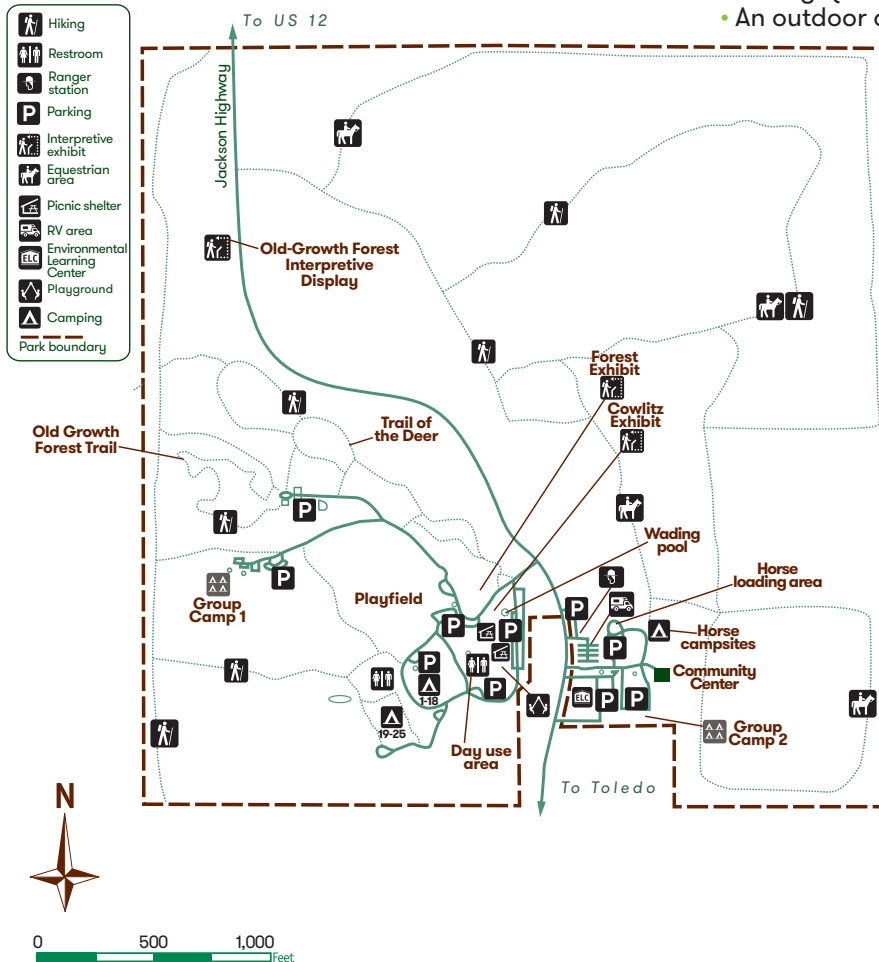 • An outdoor
Hiking
Restroom
Ranger
station
P
Parking
Interpretive
exhibit
Equestrian
area
Picnic shelter
RV area
ELC
Environmental
Learning
Center
Playground
Camping
Park boundary
To US 12
Jackson Highway
Old-Growth Forest
Interpretive
Display
Forest
Exhibit
Cowlitz
Exhibit
Old Growth
Forest Trail
Trail of
the Deer
P
Wading
pool
Horse
loading area
P
Group
Camp 1
Playfield
P
P
P
P
Horse
campsites
P
1-18
Community
Center
P
ELC
P
P
19-25
Day use
area
Group
Camp 2
To Toledo
N
0
500
1,000
Feet